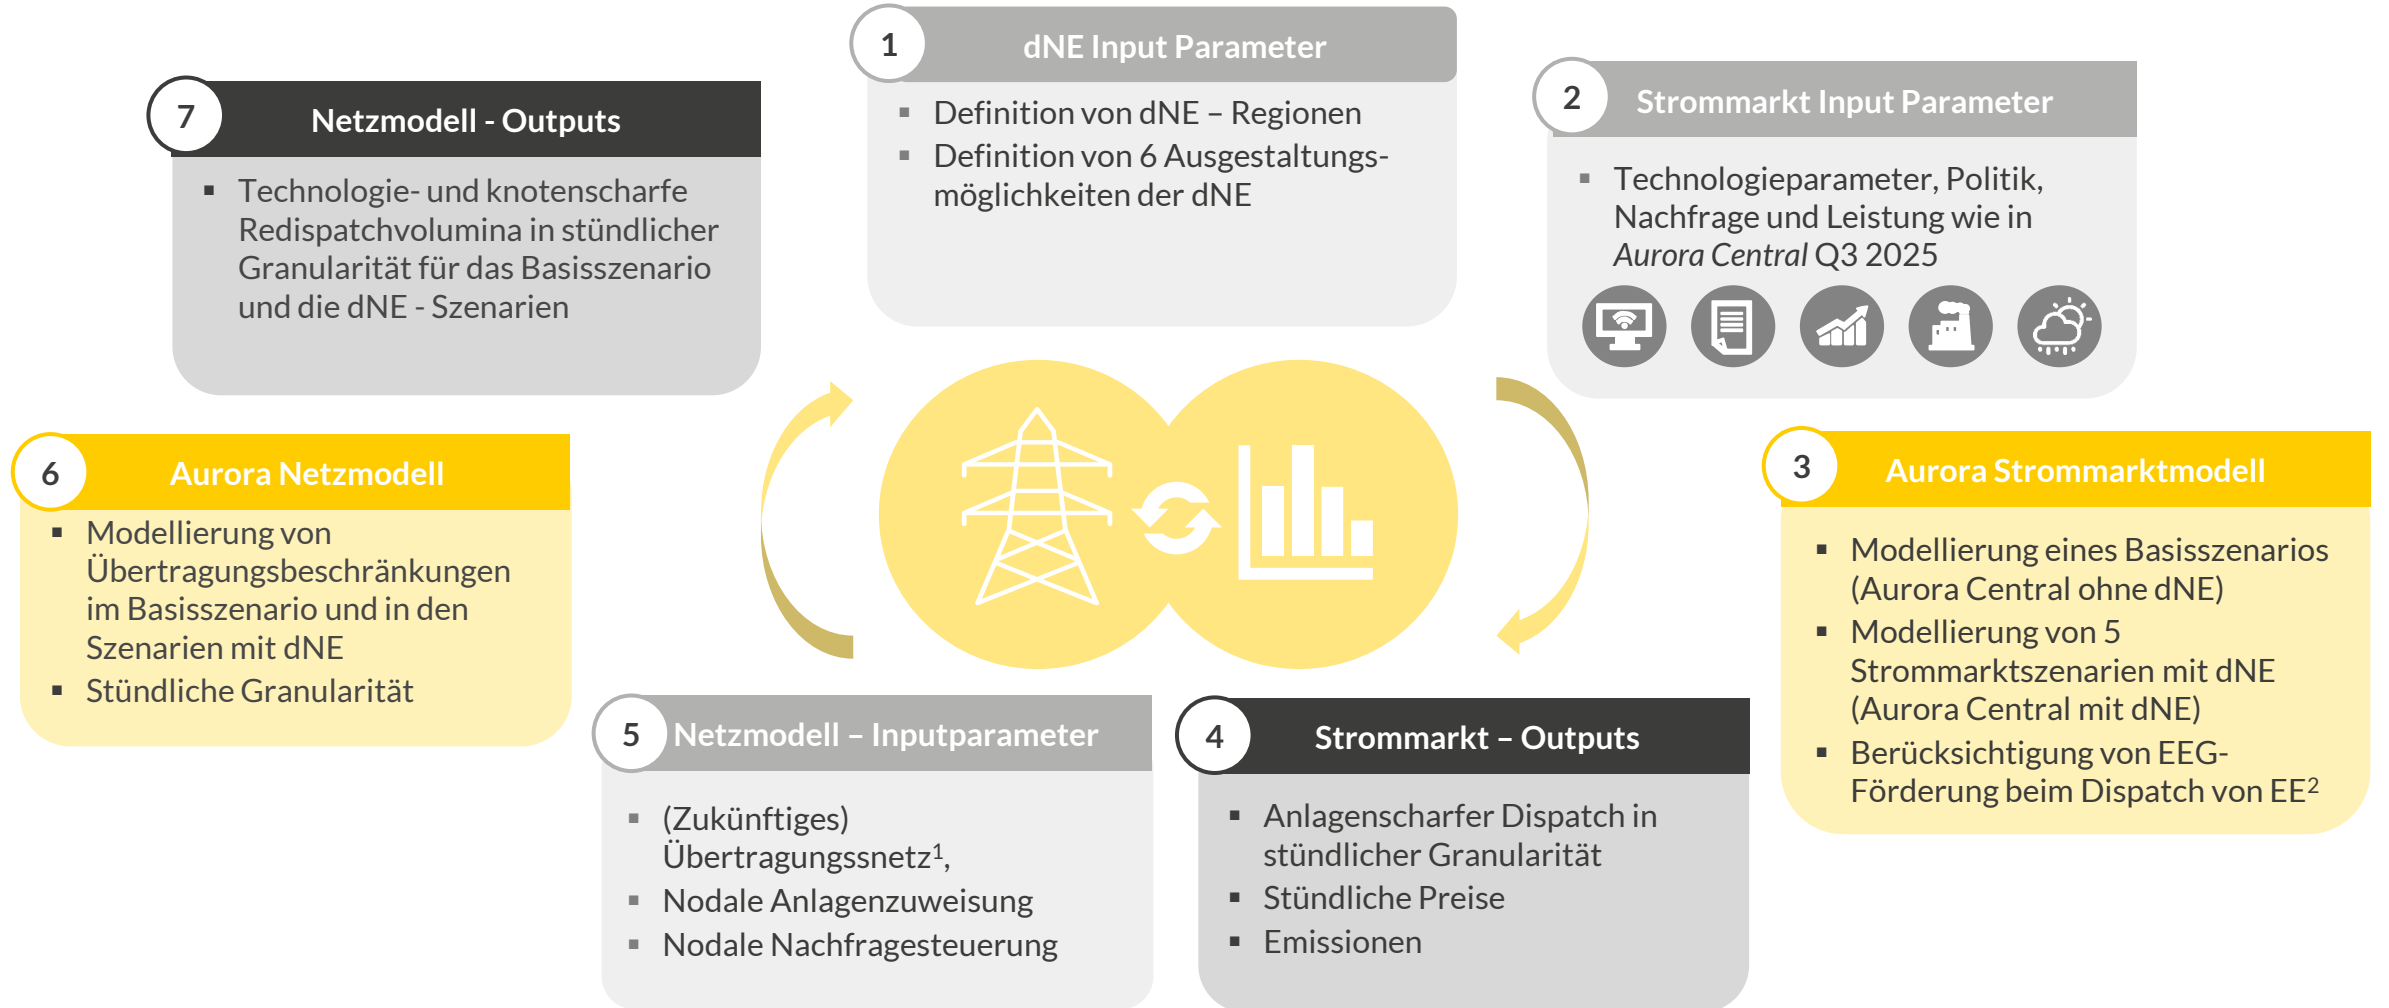 1
dNE Input Parameter
▪ Definition von dNE – Regionen
▪ Definition von 6 Ausgestaltungs-
möglichkeiten der dNE
2
Strommarkt Input Parameter
▪ Technologieparameter, Politik,
Nachfrage und Leistung wie in
Aurora Central Q3 2025
3
Aurora Strommarktmodell
▪ Modellierung eines Basisszenarios
(Aurora Central ohne dNE)
▪ Modellierung von 5
Strommarktszenarien mit dNE
(Aurora Central mit dNE)
▪ Berücksichtigung von EEG-
Förderung beim Dispatch von EE²
4
Strommarkt – Outputs
▪ Anlagenscharfer Dispatch in
stündlicher Granularität
▪ Stündliche Preise
▪ Emissionen
5
Netzmodell – Inputparameter
▪ (Zukünftiges)
Übertragungssnetz¹,
▪ Nodale Anlagenzuweisung
▪ Nodale Nachfragesteuerung
6
Aurora Netzmodell
▪ Modellierung von
Übertragungsbeschränkungen
im Basisszenario und in den
Szenarien mit dNE
▪ Stündliche Granularität
7
Netzmodell - Outputs
▪ Technologie- und knotenscharfe
Redispatchvolumina in stündlicher
Granularität für das Basisszenario
und die dNE - Szenarien